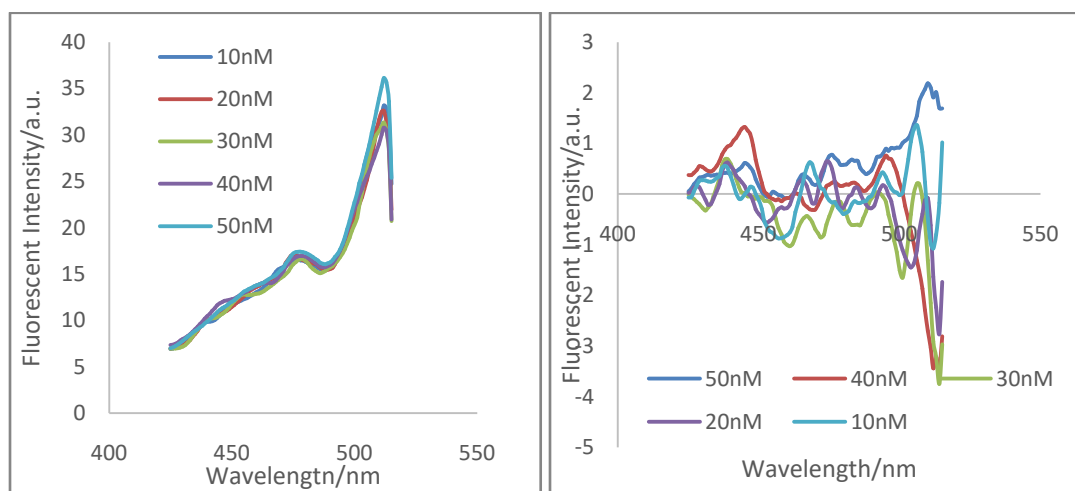 Fluorescent Intensity/a.u.
40
35
30
25
20
15
10
5
0
10nM
20nM
30nM
40nM
50nM
400
450
500
550
Wavelengtn/nm
Fluorescent Intensity/a.u.
3
2
1
0
1
-2
-3
-4
-5
400
450
500
550
50nM
40nM
30nM
20nM
10nM
Wavelength/nm